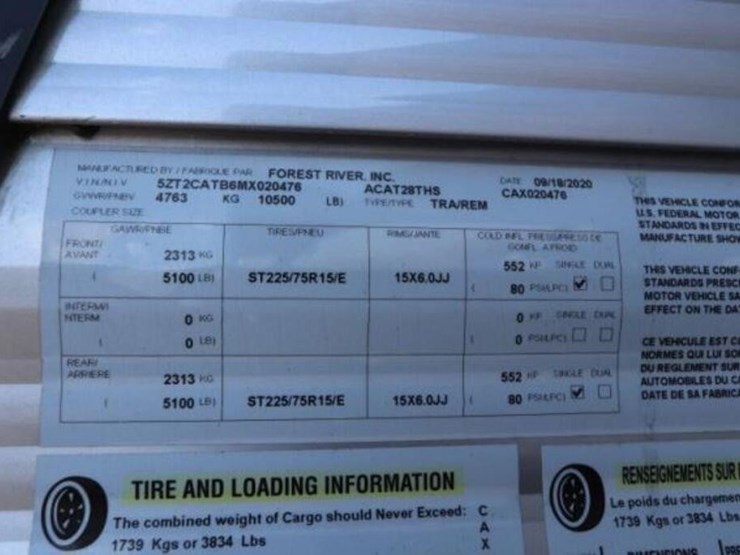 MANUFACTURED BY / FABRIQUE PAR FOREST RIVER, INC. DATE 09/18/2020
V.I.N./N.I.V 5ZT2CATB6MX020476 ACAT28THS CAX020476
GVWR/PNBV 4763 KG 10500 LB) TYPE/TYPE TRA/REM
COUPLER SIZE
GAWR/PNBE TIRES/PNEU RIMS/JANTE COLD INFL. PRESS/PRESS DE GONFL. A FROID
FRONT/ AVANT 2313 KG 552 KP SINGLE DUAL
( 5100 LB) ST225/75R15/E 15X6.0JJ ( 80 PSI/LPC)
INTERM/ INTERM 0 KG 0 KP SINGLE DUAL
( 0 LB) ( 0 PSI/LPC)
REAR/ ARRIERE 2313 KG 552 KP SINGLE DUAL
( 5100 LB) ST225/75R15/E 15X6.0JJ ( 80 PSI/LPC)
THIS VEHICLE CONFOR
U.S. FEDERAL MOTOR
STANDARDS IN EFFEC
MANUFACTURE SHOW
THIS VEHICLE CONF
STANDARDS PRESC
MOTOR VEHICLE SA
EFFECT ON THE DA
CE VEHICULE EST C
NORMES QUI LUI SO
DU REGLEMENT SUR
AUTOMOBILES DU C
DATE DE SA FABRICA
TIRE AND LOADING INFORMATION
The combined weight of Cargo should Never Exceed:
1739 Kgs or 3834 Lbs
C
A
X
RENSEIGNEMENTS SUR
Le poids du chargemen
1739 Kgs or 3834 Lbs
DIMENSIONS